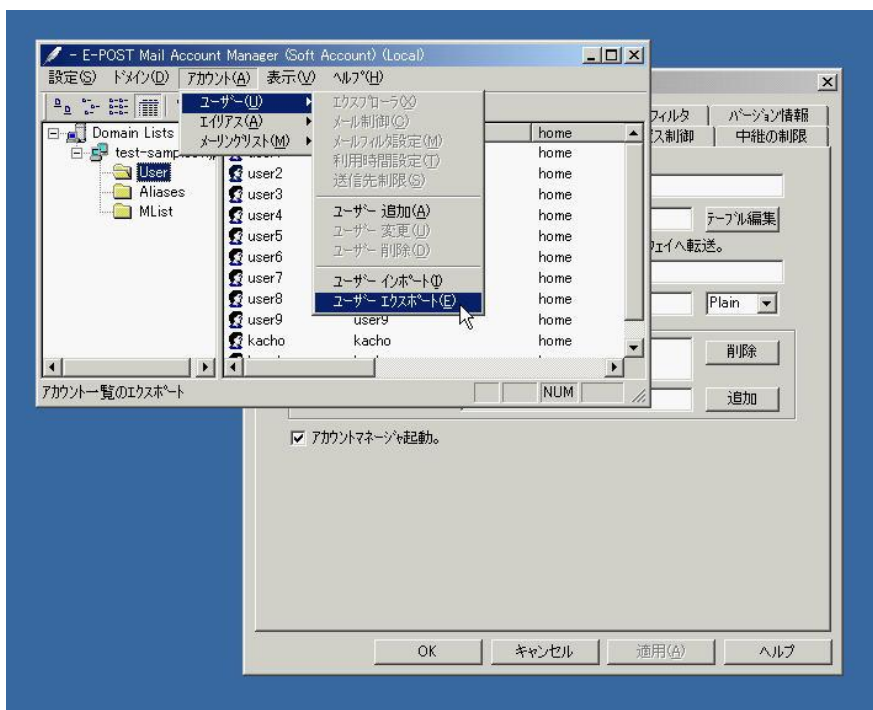 - E-POST Mail Account Manager (Soft Account) (Local)
設定(S) ドメイン(D) アカウント(A) 表示(V) ヘルプ(H)
ユーザー(U)
エイリアス(A)
メーリングリスト(M)
エクスプローラ(X)
メール制御(C)
メールフィルタ設定(M)
利用時間設定(T)
送信先制限(S)
ユーザー 追加(A)
ユーザー 変更(U)
ユーザー 削除(D)
ユーザー インポート(I)
ユーザー エクスポート(E)
Domain Lists
User
Aliases
MList
home
home
user2 home
user3 home
user4 home
user5 home
user6 home
user7 home
user8 home
user9 user9 home
kacho kacho home
アカウント一覧のエクスポート
NUM
フィルタ バージョン情報
ス制御 中継の制限
テーブル編集
ウェイへ転送。
Plain
削除
追加
アカウントマネージャ起動。
OK キャンセル 適用(A) ヘルプ